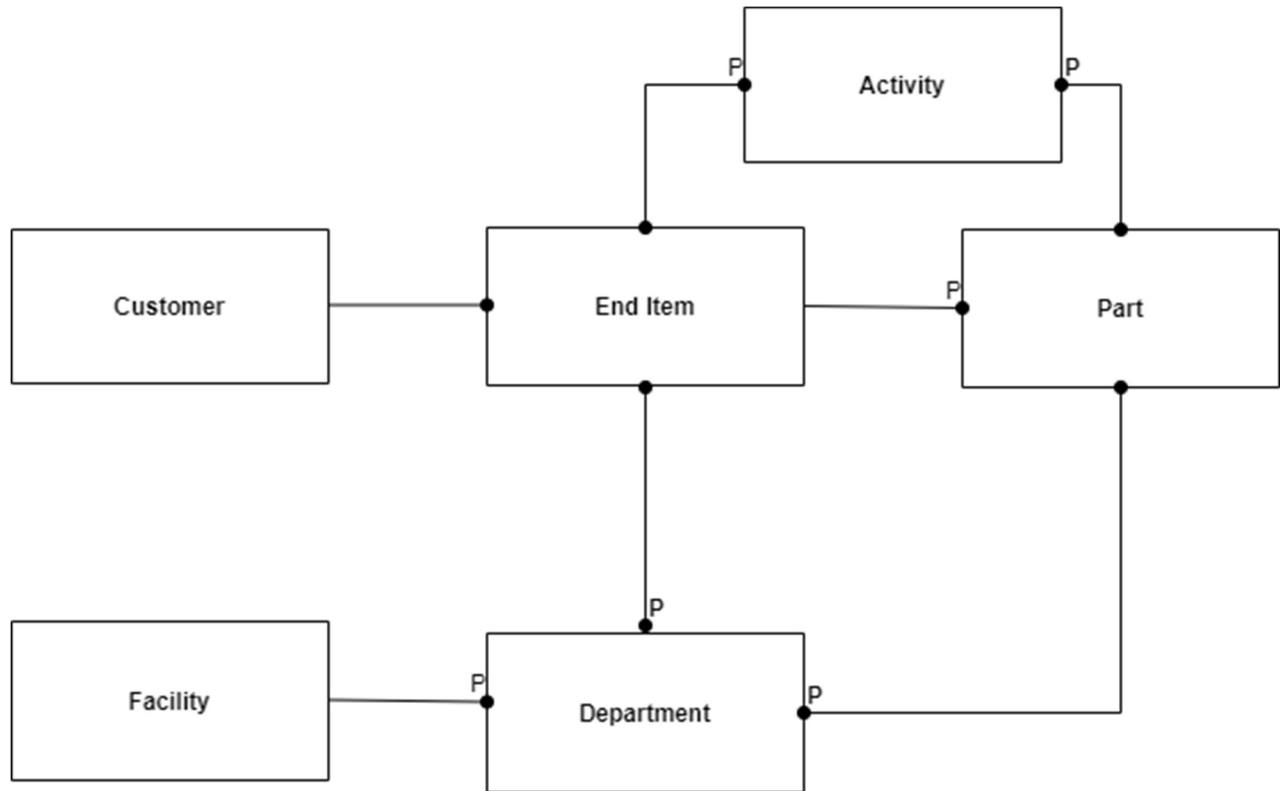 P
P
Activity
Customer
End Item
P
Part
P
Facility
P
Department
P